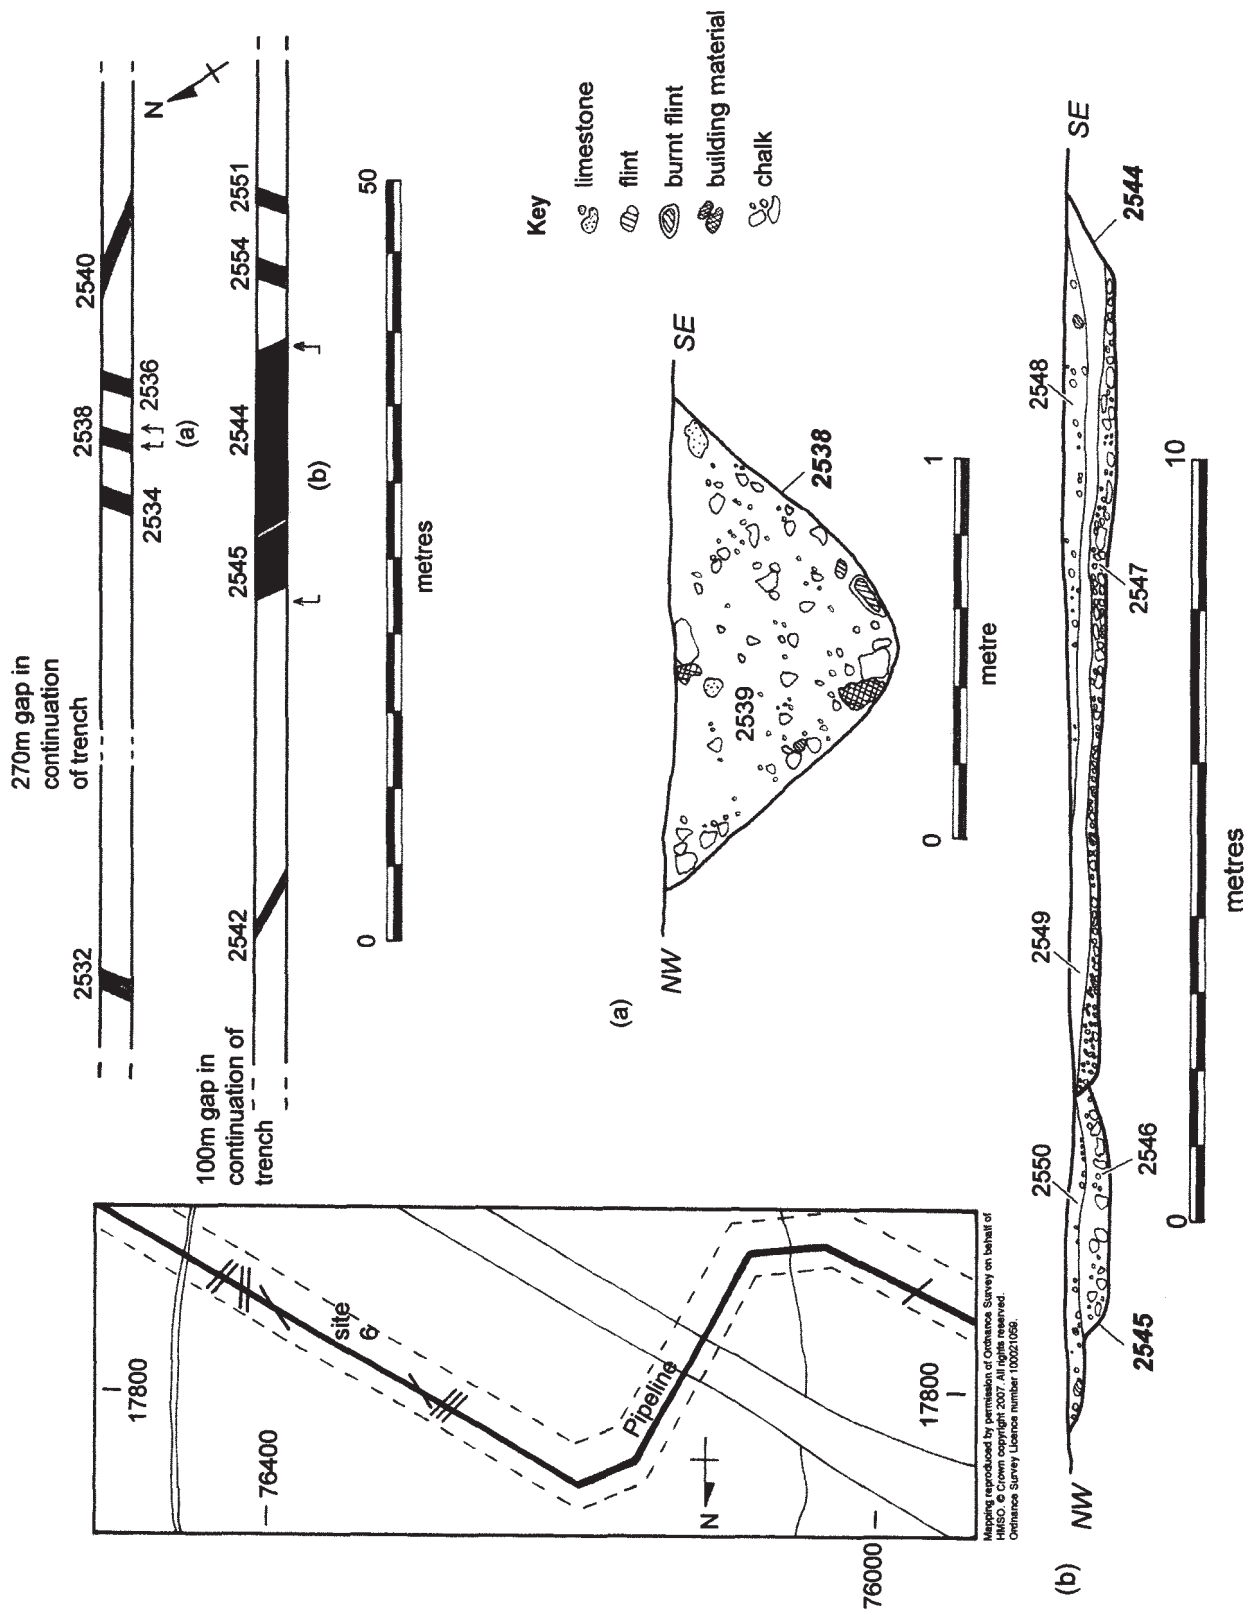 270m gap in
continuation
of trench
2532
2534
2538
2536
(a)
2540
N
100m gap in
continuation of
trench
2542
2545
2544
(b)
2554
2551
0
50
metres
17800
76400
site
6
Pipeline
N
17800
76000
Mapping reproduced by permission of Ordnance Survey on behalf of
HMSO. © Crown copyright 2007. All rights reserved.
Ordnance Survey Licence number 100021059.
(a)
NW
SE
2539
2538
0
1
metre
Key
limestone
flint
burnt flint
building material
chalk
(b)
NW
SE
2550
2549
2548
2545
2546
2547
2544
0
10
metres